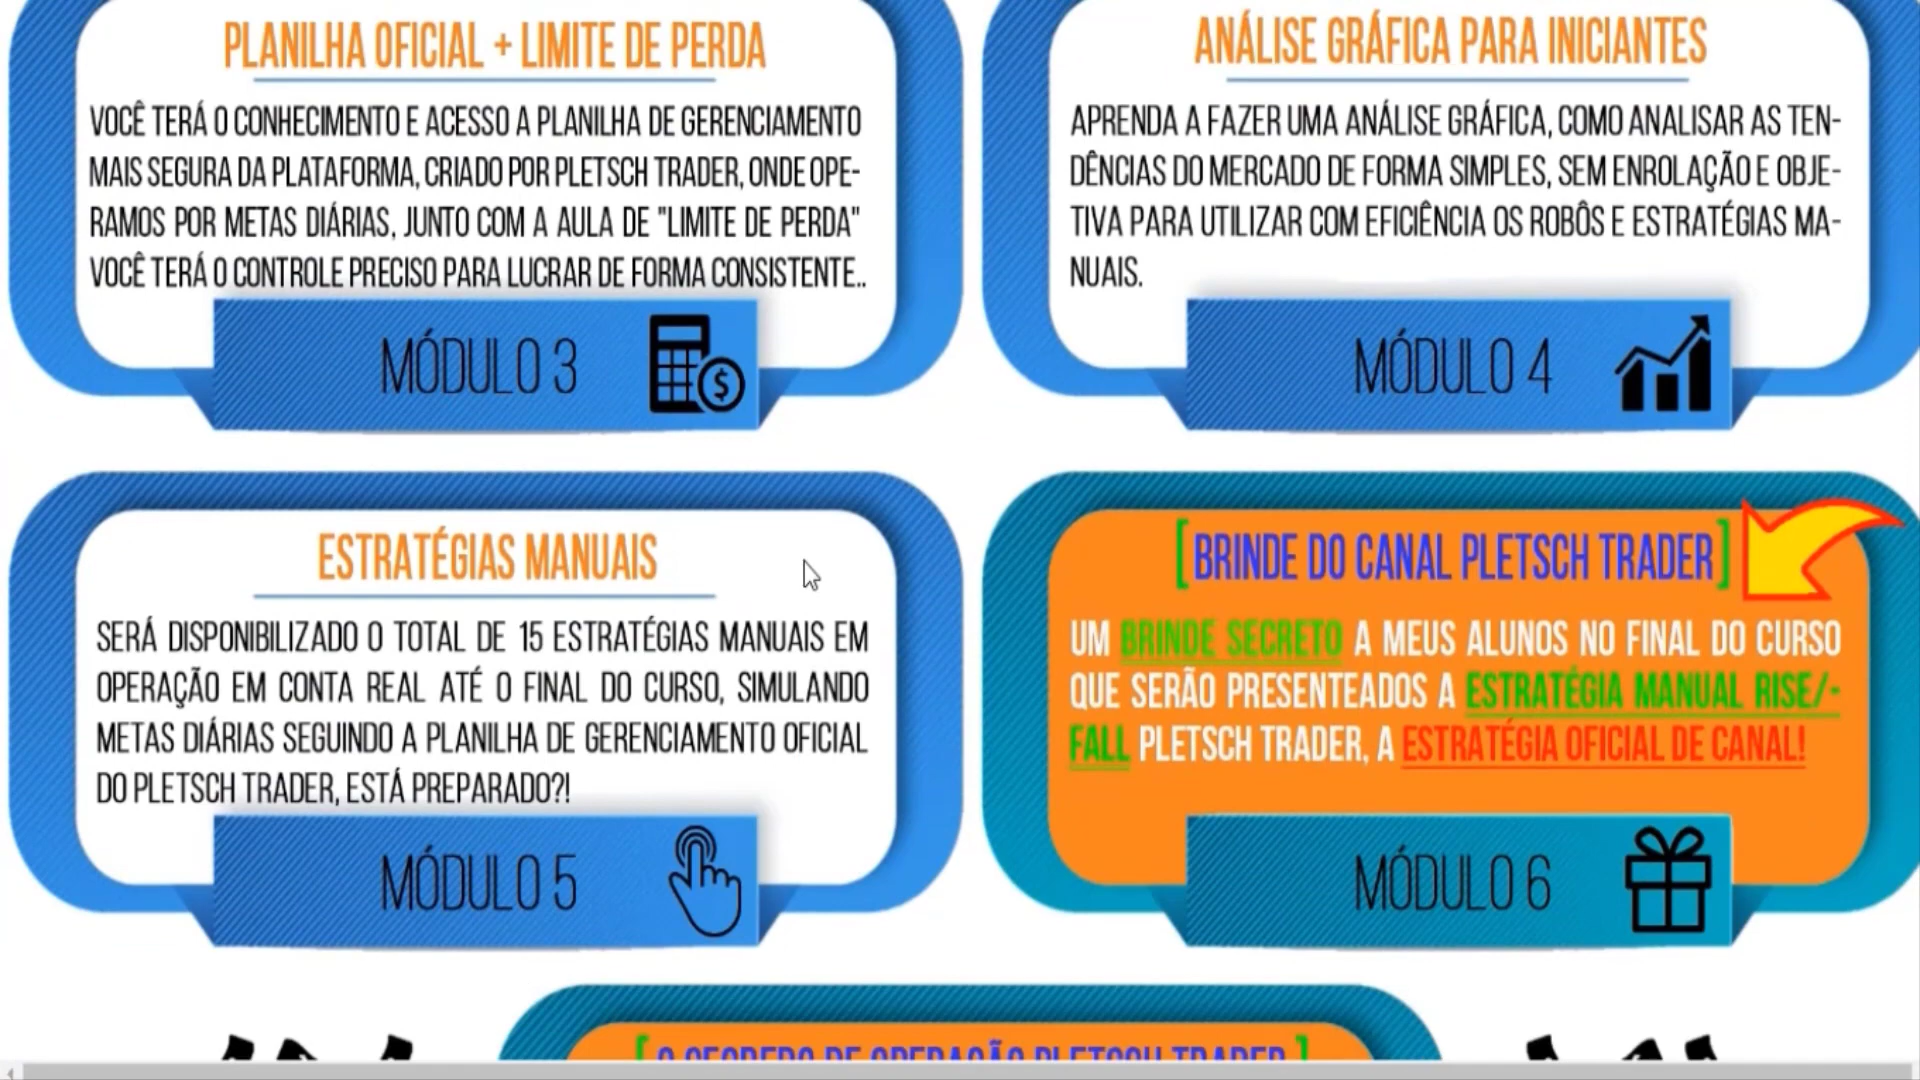 PLANILHA OFICIAL + LIMITE DE PERDA
VOCÊ TERÁ O CONHECIMENTO E ACESSO A PLANILHA DE GERENCIAMENTO
MAIS SEGURA DA PLATAFORMA, CRIADO POR PLETSCH TRADER, ONDE OPE-
RAMOS POR METAS DIÁRIAS, JUNTO COM A AULA DE "LIMITE DE PERDA"
VOCÊ TERÁ O CONTROLE PRECISO PARA LUCRAR DE FORMA CONSISTENTE..
MÓDULO 3
ANÁLISE GRÁFICA PARA INICIANTES
APRENDA A FAZER UMA ANÁLISE GRÁFICA, COMO ANALISAR AS TEN-
DÊNCIAS DO MERCADO DE FORMA SIMPLES, SEM ENROLAÇÃO E OBJE-
TIVA PARA UTILIZAR COM EFICIÊNCIA OS ROBÔS E ESTRATÉGIAS MA-
NUAIS.
MÓDULO 4
ESTRATÉGIAS MANUAIS
SERÁ DISPONIBILIZADO O TOTAL DE 15 ESTRATÉGIAS MANUAIS EM
OPERAÇÃO EM CONTA REAL ATÉ O FINAL DO CURSO, SIMULANDO
METAS DIÁRIAS SEGUINDO A PLANILHA DE GERENCIAMENTO OFICIAL
DO PLETSCH TRADER, ESTÁ PREPARADO?!
MÓDULO 5
[BRINDE DO CANAL PLETSCH TRADER]
UM BRINDE SECRETO A MEUS ALUNOS NO FINAL DO CURSO
QUE SERÃO PRESENTEADOS A ESTRATÉGIA MANUAL RISE/-
FALL PLETSCH TRADER, A ESTRATÉGIA OFICIAL DE CANAL!
MÓDULO 6
[O SEGREDO DE OPERAÇÃO PLETSCH TRADER]